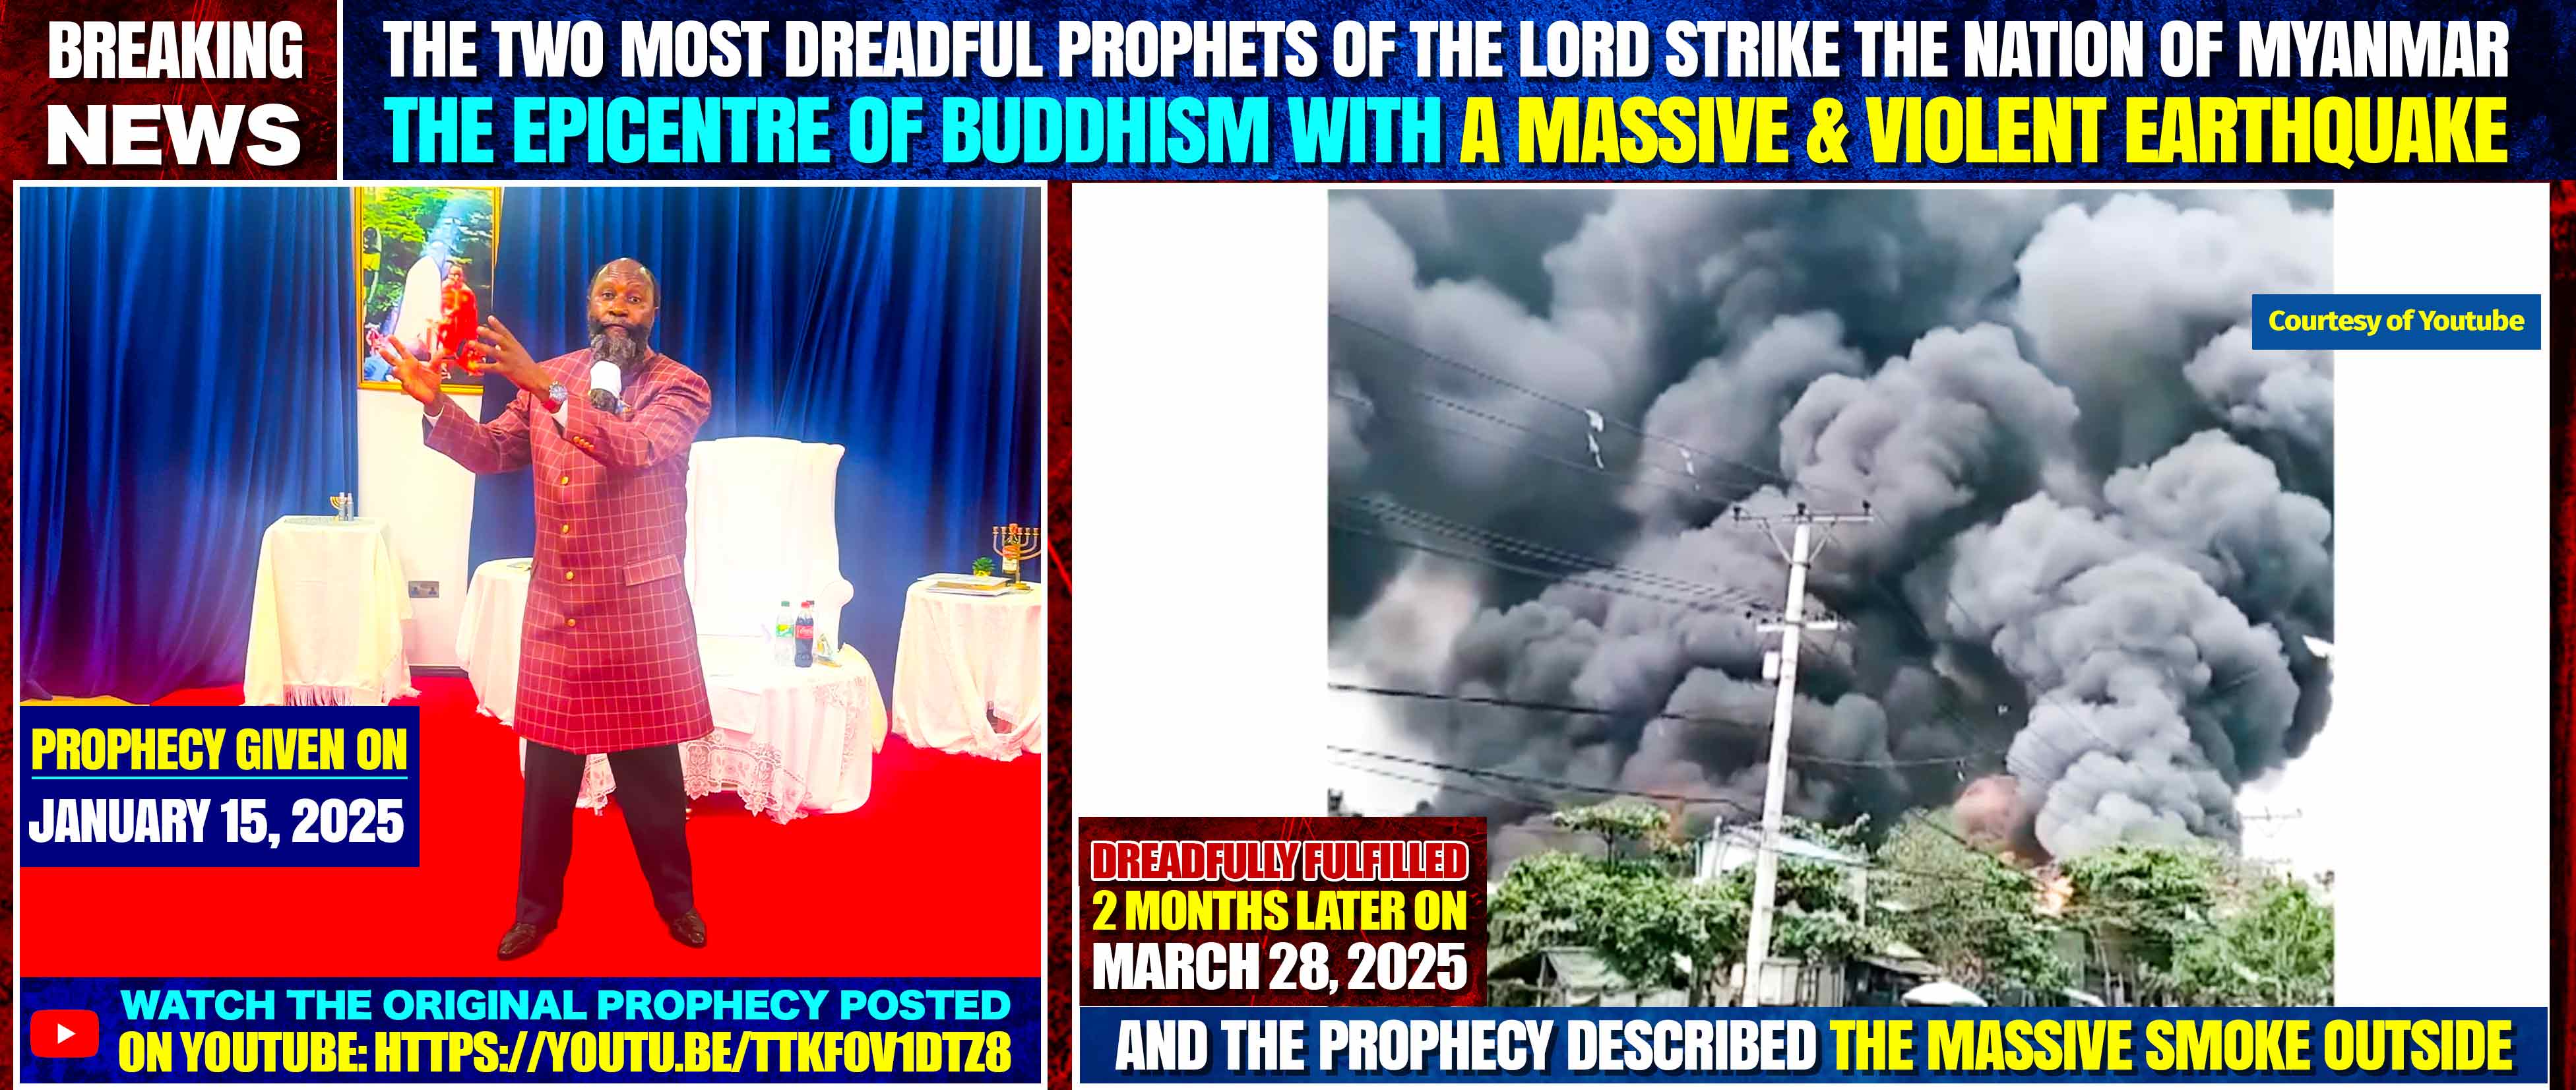 BREAKING
NEWS
THE TWO MOST DREADFUL PROPHETS OF THE LORD STRIKE THE NATION OF MYANMAR
THE EPICENTRE OF BUDDHISM WITH A MASSIVE & VIOLENT EARTHQUAKE
Courtesy of Youtube
PROPHECY GIVEN ON
JANUARY 15, 2025
WATCH THE ORIGINAL PROPHECY POSTED
ON YOUTUBE: HTTPS://YOUTU.BE/TTKFOV1DTZ8
DREADFULLY FULFILLED
2 MONTHS LATER ON
MARCH 28, 2025
AND THE PROPHECY DESCRIBED THE MASSIVE SMOKE OUTSIDE